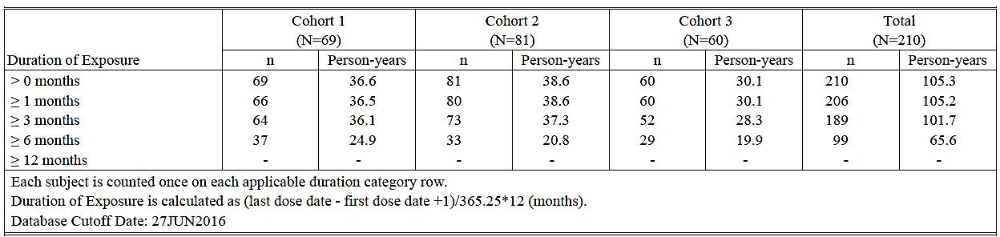 Cohort 1 Cohort 2 Cohort 3 Total
(N=69) (N=81) (N=60) (N=210)
Duration of Exposure n Person-years n Person-years n Person-years n Person-years
> 0 months 69 36.6 81 38.6 60 30.1 210 105.3
≥ 1 months 66 36.5 80 38.6 60 30.1 206 105.2
≥ 3 months 64 36.1 73 37.3 52 28.3 189 101.7
≥ 6 months 37 24.9 33 20.8 29 19.9 99 65.6
≥ 12 months - - - - - - - -
Each subject is counted once on each applicable duration category row.
Duration of Exposure is calculated as (last dose date - first dose date +1)/365.25*12 (months).
Database Cutoff Date: 27JUN2016